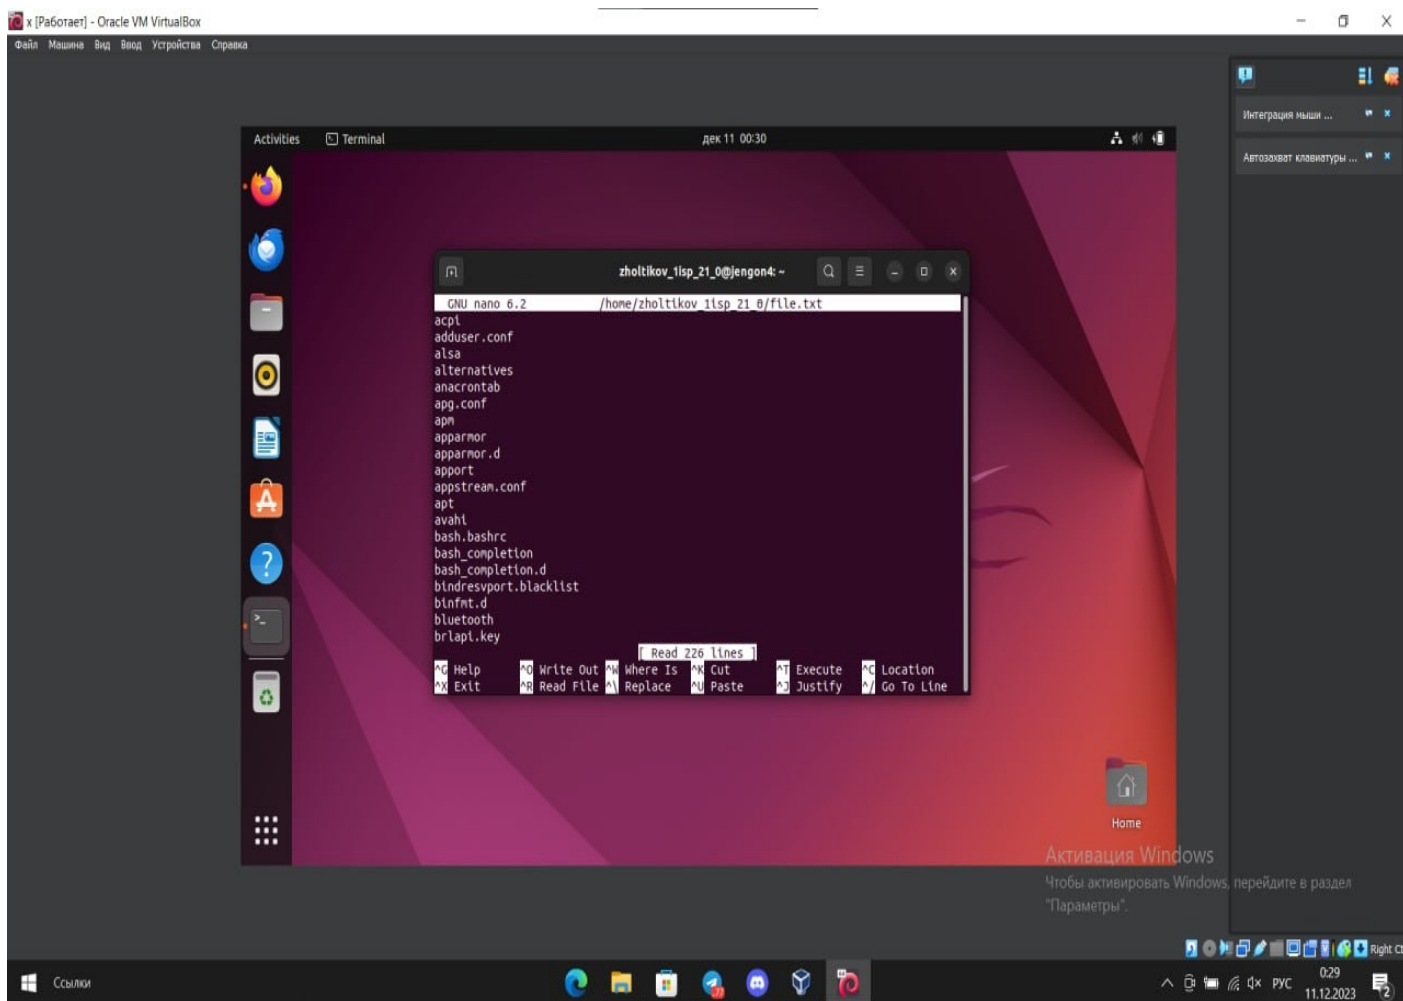 x [Работает] - Oracle VM VirtualBox
Файл Машина Вид Ввод Устройства Справка
Интеграция мыши ...
Автозахват клавиатуры ...
Activities Terminal дек 11 00:30
zholtikov_1isp_21_0@jengon4: ~
GNU nano 6.2 /home/zholtikov_1isp_21_0/file.txt
acpi
adduser.conf
alsa
alternatives
anacrontab
apg.conf
apm
apparmor
apparmor.d
apport
appstream.conf
apt
avahi
bash.bashrc
bash_completion
bash_completion.d
bindresvport.blacklist
binfmt.d
bluetooth
brlapi.key
[ Read 226 lines ]
^G Help ^O Write Out ^W Where Is ^K Cut ^T Execute ^C Location
^X Exit ^R Read File ^\ Replace ^U Paste ^J Justify ^/ Go To Line
Home
Активация Windows
Чтобы активировать Windows, перейдите в раздел
"Параметры".
Right Ct
Ссылки
РУС
0:29
11.12.2023
2